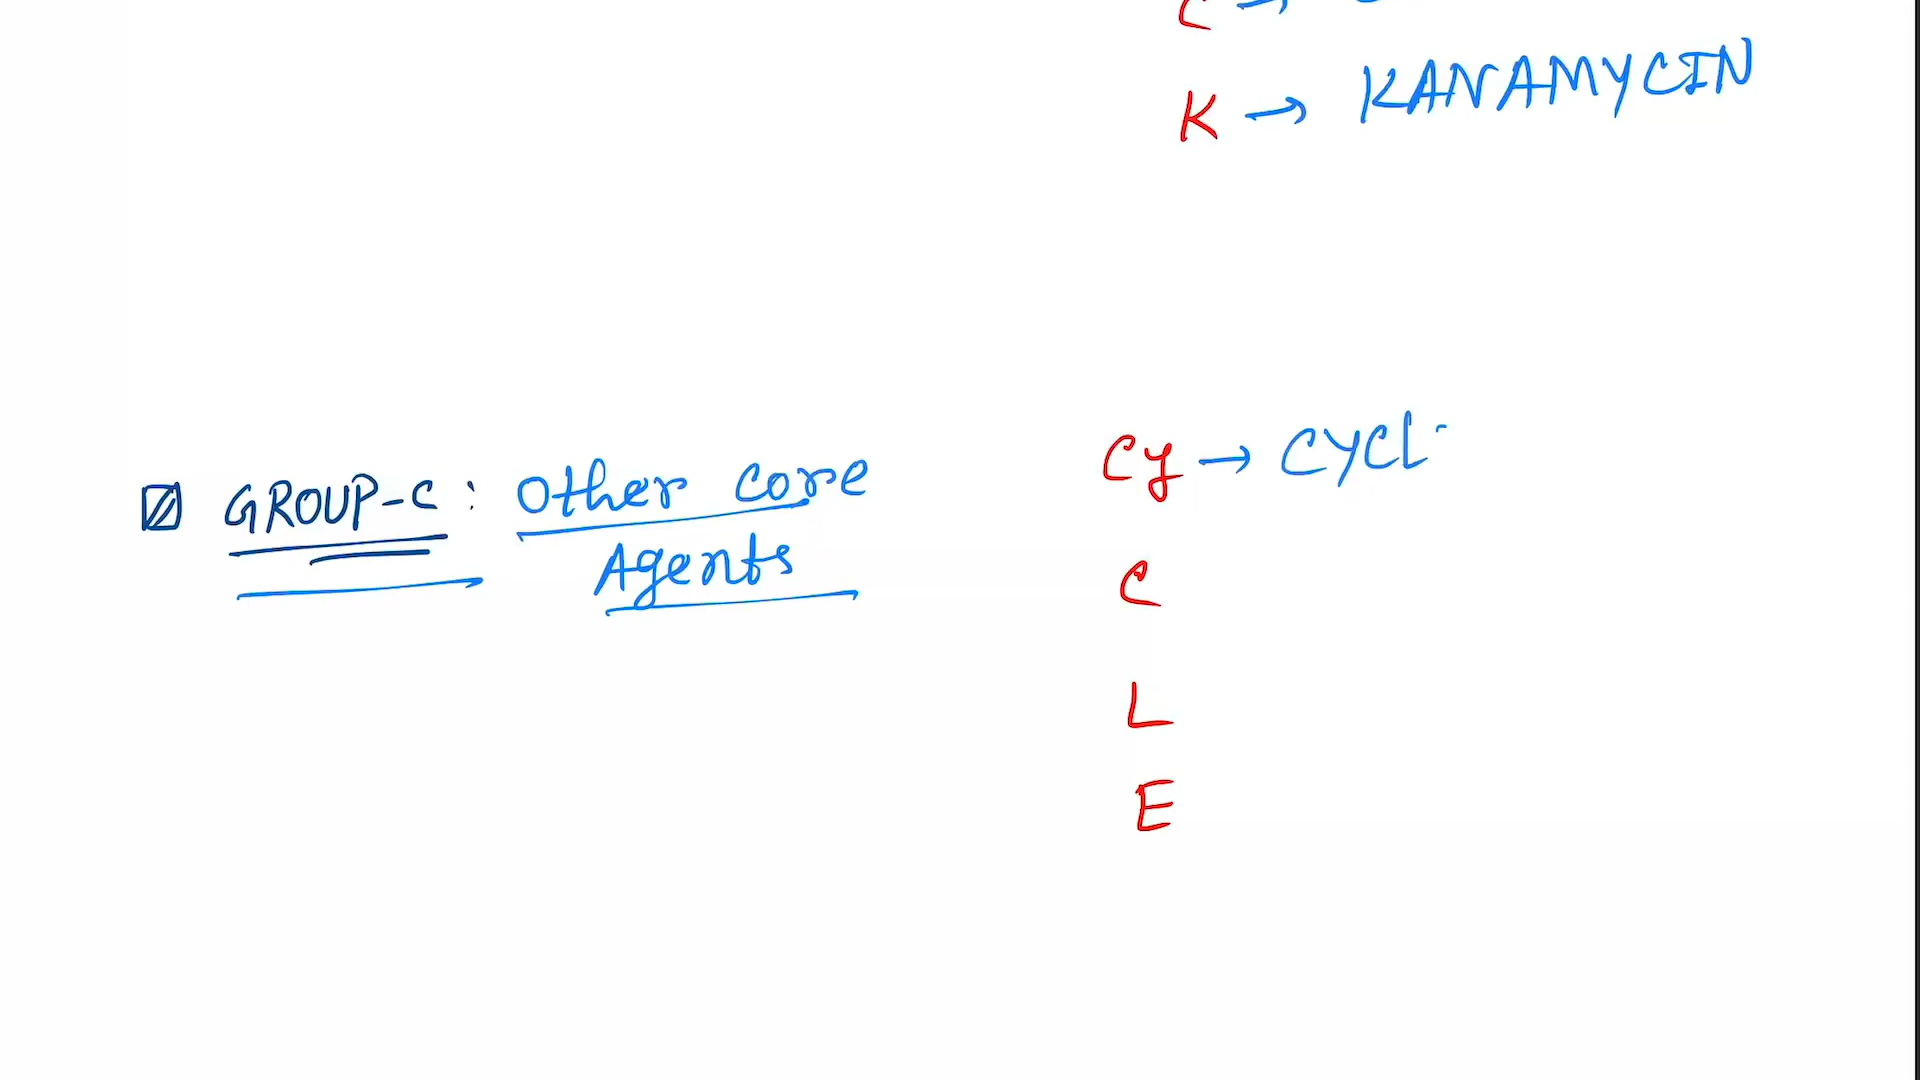 C →
K → KANAMYCIN
Cy → CYCL
GROUP-C : Other core
Agents
C
L
E